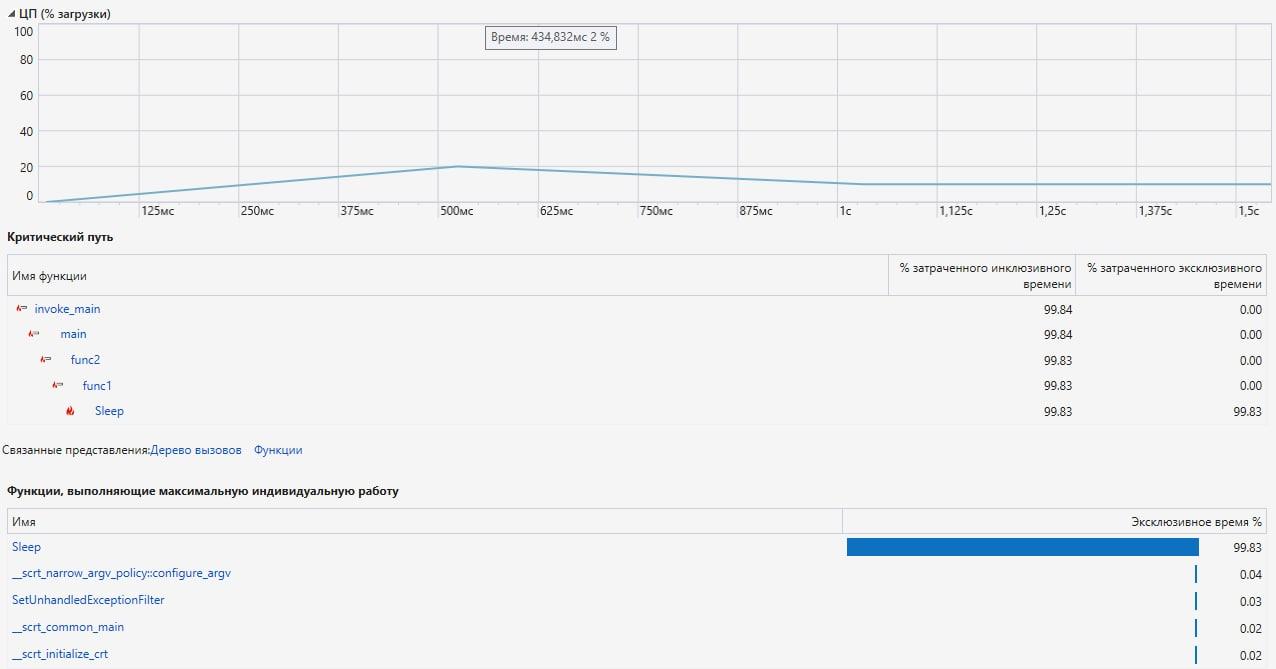 ЦП (% загрузки)
Время: 434,832мс 2 %
100
80
60
40
20
0
125мс 250мс 375мс 500мс 625мс 750мс 875мс 1с 1,125с 1,25с 1,375с 1,5с
Критический путь
Имя функции % затраченного инклюзивного времени % затраченного эксклюзивного времени
invoke_main 99.84 0.00
main 99.84 0.00
func2 99.83 0.00
func1 99.83 0.00
Sleep 99.83 99.83
Связанные представления:Дерево вызовов Функции
Функции, выполняющие максимальную индивидуальную работу
Имя Эксклюзивное время %
Sleep 99.83
__scrt_narrow_argv_policy::configure_argv 0.04
SetUnhandledExceptionFilter 0.03
__scrt_common_main 0.02
__scrt_initialize_crt 0.02